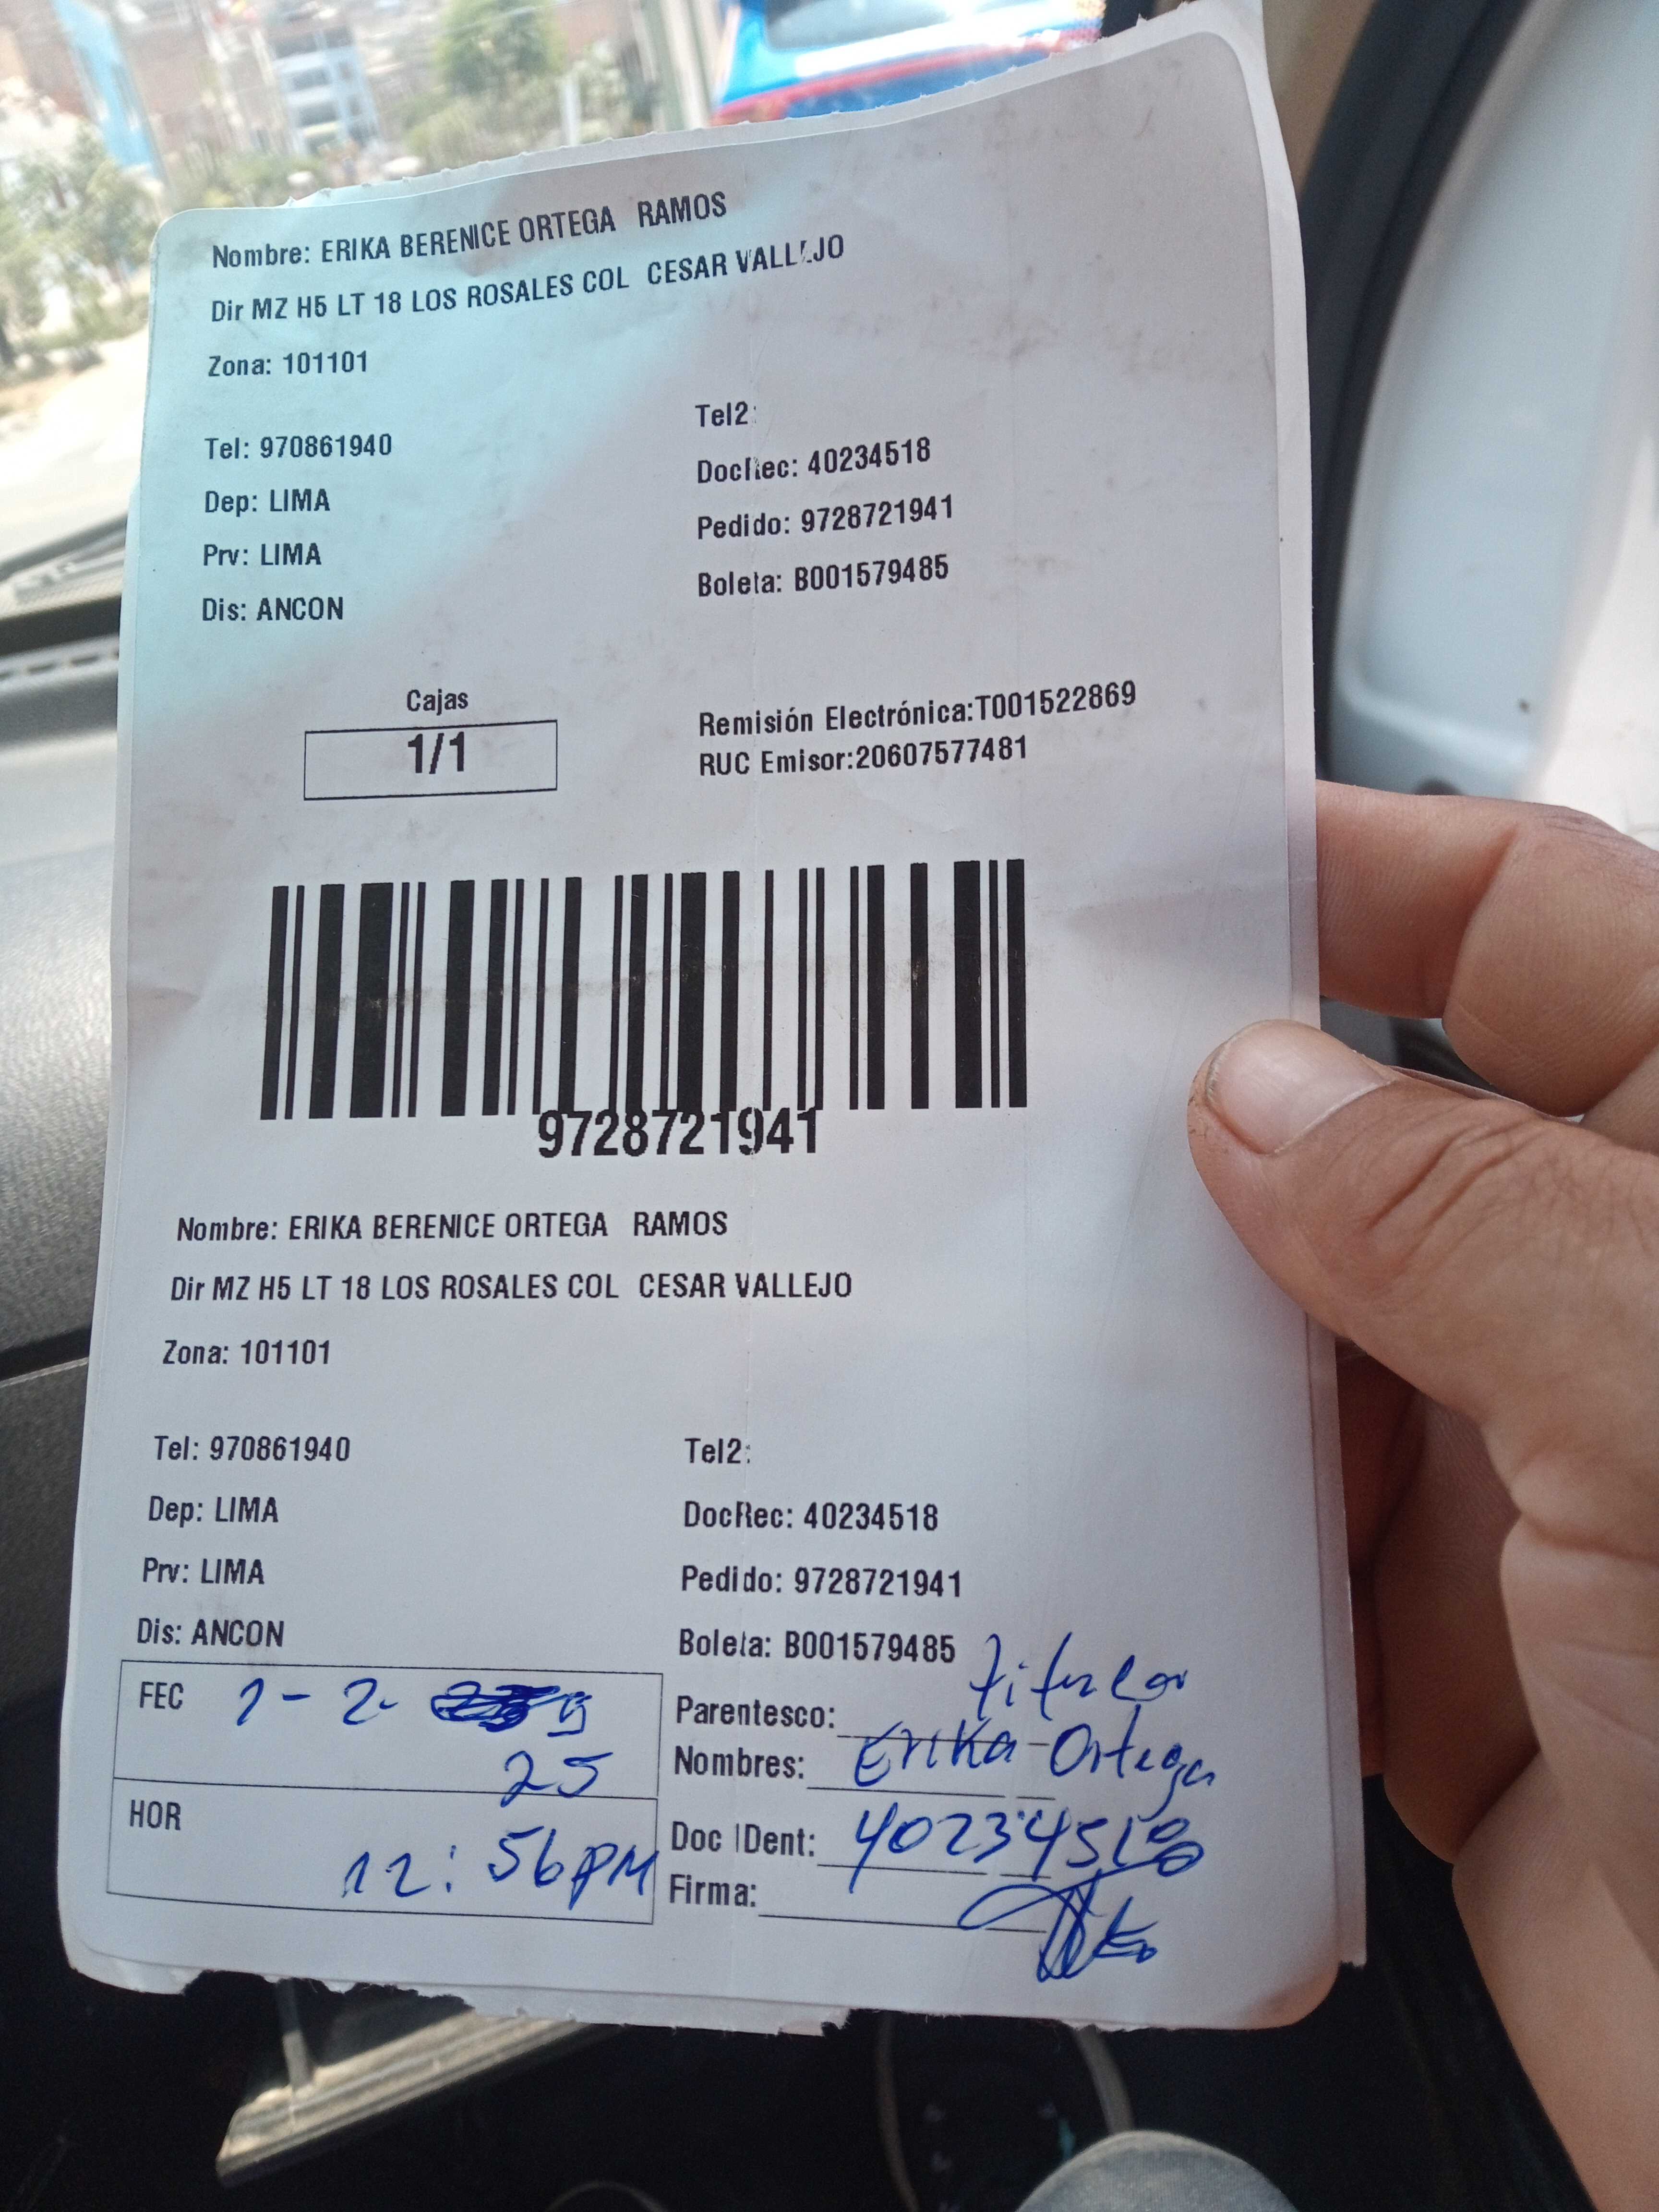 Nombre: ERIKA BERENICE ORTEGA RAMOS
Dir MZ H5 LT 18 LOS ROSALES COL CESAR VALLEJO
Zona: 101101
Tel: 970861940
Tel2:
Dep: LIMA
DocRec: 40234518
Prv: LIMA
Pedido: 9728721941
Dis: ANCON
Boleta: B001579485
Cajas
1/1
Remisión Electrónica:T001522869
RUC Emisor:20607577481
9728721941
Nombre: ERIKA BERENICE ORTEGA RAMOS
Dir MZ H5 LT 18 LOS ROSALES COL CESAR VALLEJO
Zona: 101101
Tel: 970861940
Tel2:
Dep: LIMA
DocRec: 40234518
Prv: LIMA
Pedido: 9728721941
Dis: ANCON
Boleta: B001579485
FEC 1-2-
25
Parentesco: Titular
Nombres: Erika Ortega
HOR
12:56 PM
Doc IDent: 40234518
Firma: